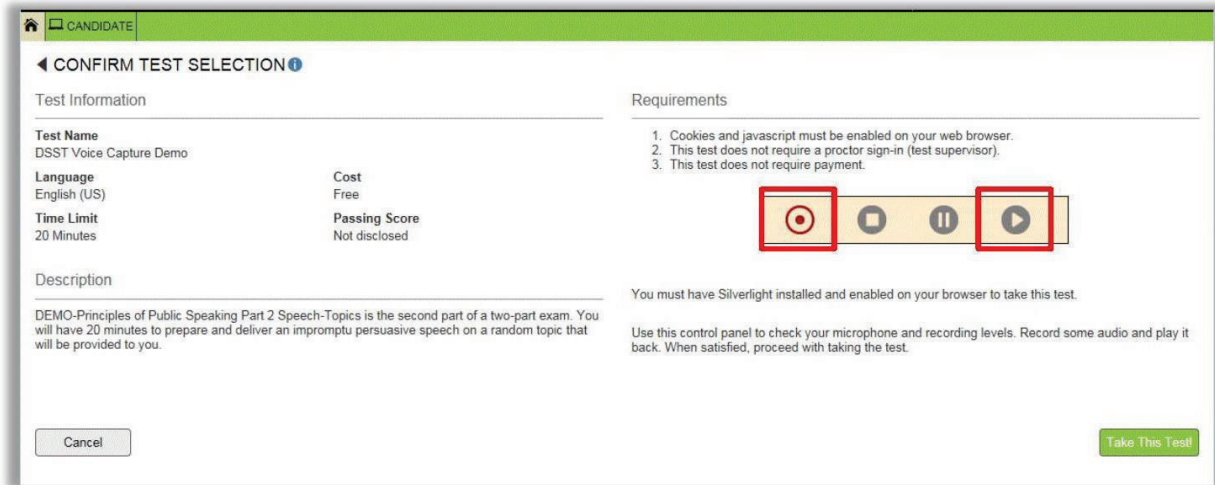 CANDIDATE
CONFIRM TEST SELECTION
Test Information
Test Name
DSST Voice Capture Demo
Language
English (US)
Cost
Free
Time Limit
20 Minutes
Passing Score
Not disclosed
Description
DEMO-Principles of Public Speaking Part 2 Speech-Topics is the second part of a two-part exam. You
will have 20 minutes to prepare and deliver an impromptu persuasive speech on a random topic that
will be provided to you.
Requirements
1. Cookies and javascript must be enabled on your web browser.
2. This test does not require a proctor sign-in (test supervisor).
3. This test does not require payment.
You must have Silverlight installed and enabled on your browser to take this test.
Use this control panel to check your microphone and recording levels. Record some audio and play it
back. When satisfied, proceed with taking the test.
Cancel
Take This Test!